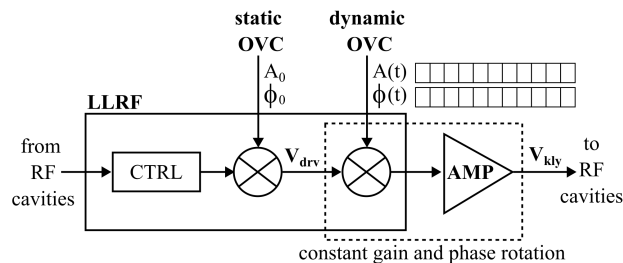 static
OVC
dynamic
OVC
A₀
ϕ₀
A(t)
ϕ(t)
LLRF
from
RF
cavities
CTRL
V_drv
AMP
V_kly
to
RF
cavities
constant gain and phase rotation